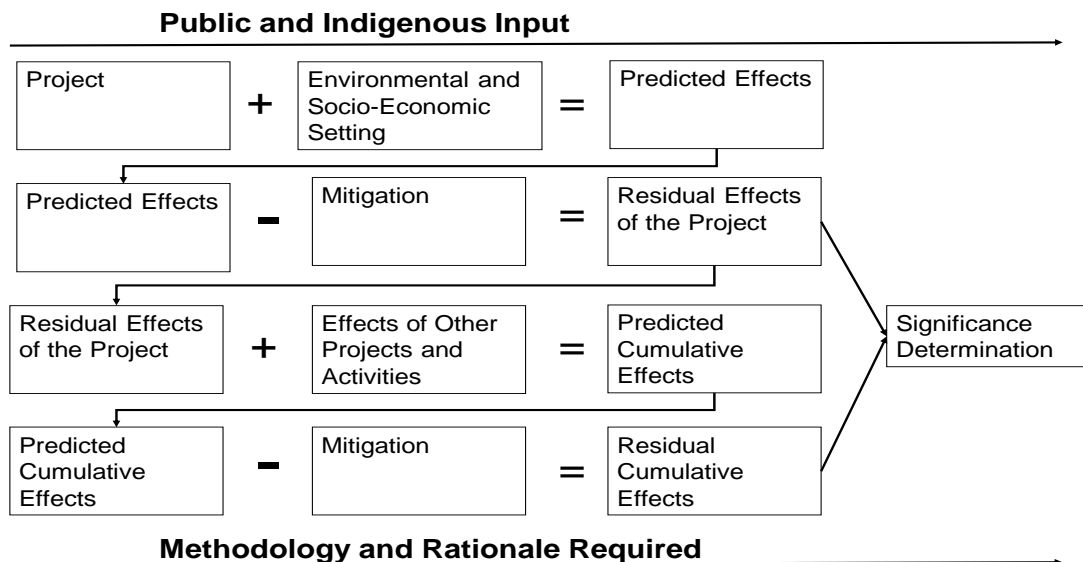 Public and Indigenous Input
Project
+
Environmental and
Socio-Economic
Setting
=
Predicted Effects
Predicted Effects
-
Mitigation
=
Residual Effects
of the Project
Residual Effects
of the Project
+
Effects of Other
Projects and
Activities
=
Predicted
Cumulative
Effects
Significance
Determination
Predicted
Cumulative
Effects
-
Mitigation
=
Residual
Cumulative
Effects
Methodology and Rationale Required